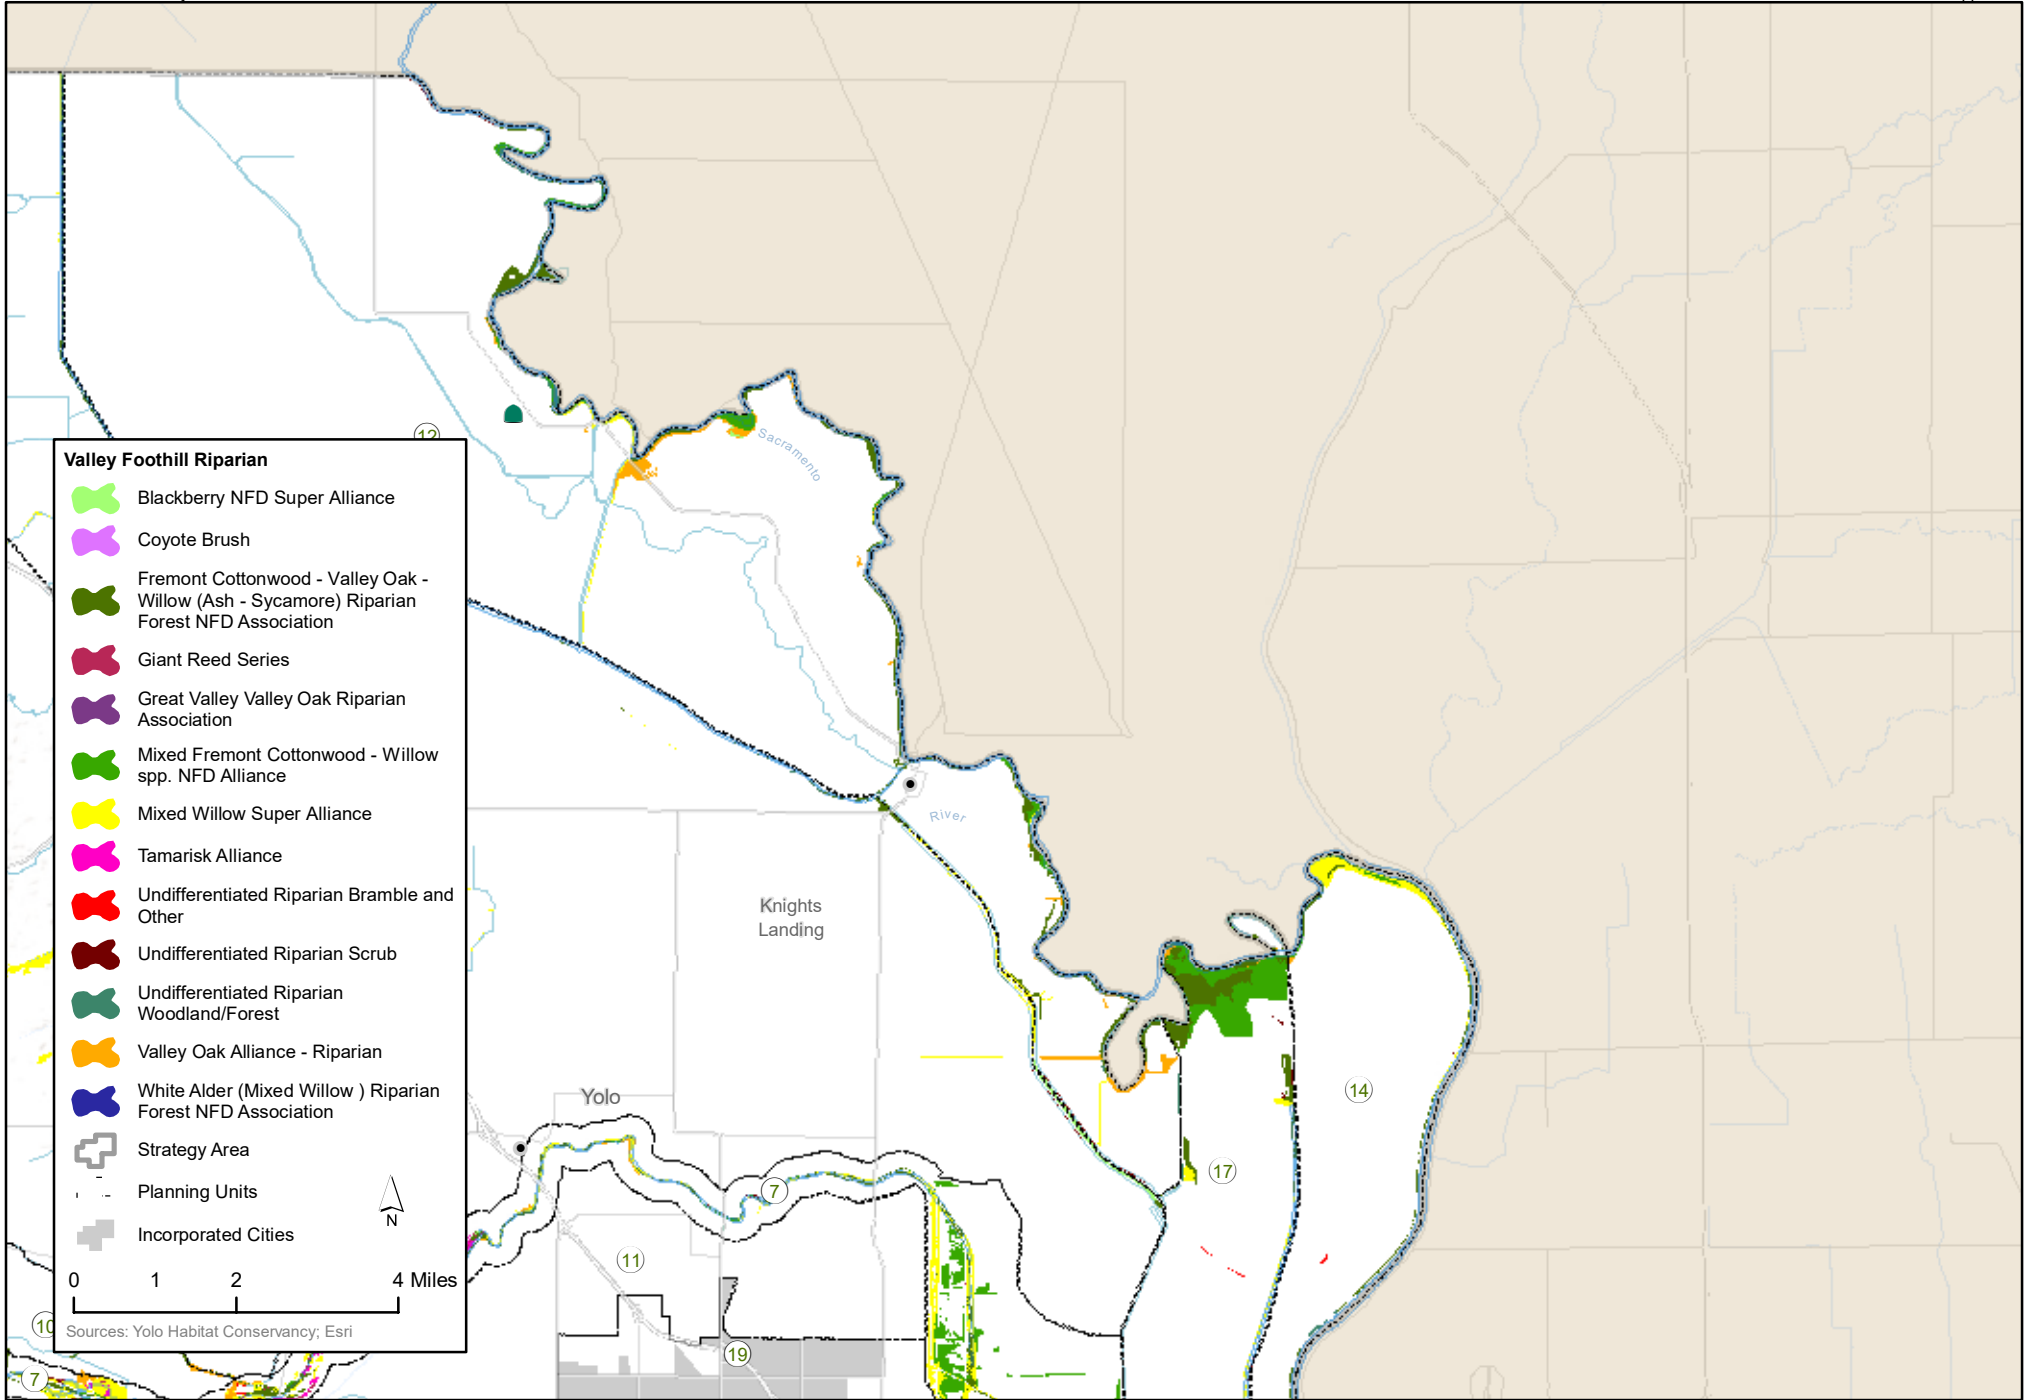 12
Sacramento
Valley Foothill Riparian
Blackberry NFD Super Alliance
Coyote Brush
Fremont Cottonwood - Valley Oak -
Willow (Ash - Sycamore) Riparian
Forest NFD Association
Giant Reed Series
Great Valley Valley Oak Riparian
Association
Mixed Fremont Cottonwood - Willow
spp. NFD Alliance
Mixed Willow Super Alliance
Tamarisk Alliance
Undifferentiated Riparian Bramble and
Other
Undifferentiated Riparian Scrub
Undifferentiated Riparian
Woodland/Forest
Valley Oak Alliance - Riparian
White Alder (Mixed Willow ) Riparian
Forest NFD Association
Strategy Area
Planning Units
Incorporated Cities
N
0 1 2 4 Miles
Sources: Yolo Habitat Conservancy; Esri
River
Knights
Landing
Yolo
14
17
7
11
10
19
7